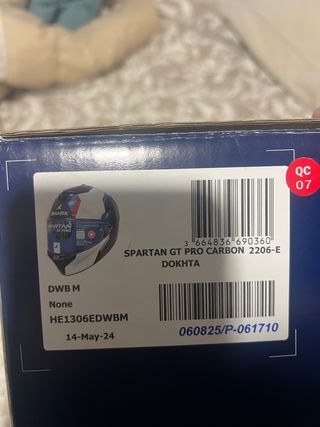 QC
07
SHARK
SPARTAN
GT PRO
3 664836 690360
SPARTAN GT PRO CARBON 2206-E
DOKHTA
DWB M
None
HE1306EDWBM
14-May-24
060825/P-061710